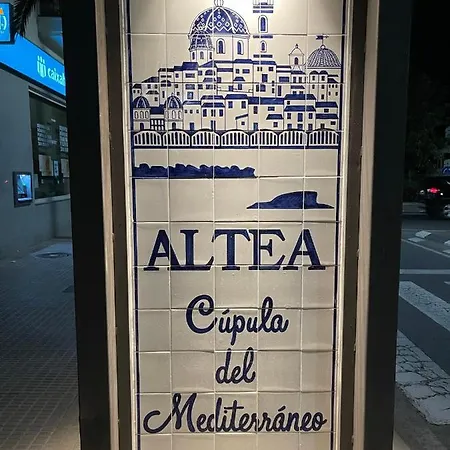 ALTEA
Cúpula
del
Mediterráneo